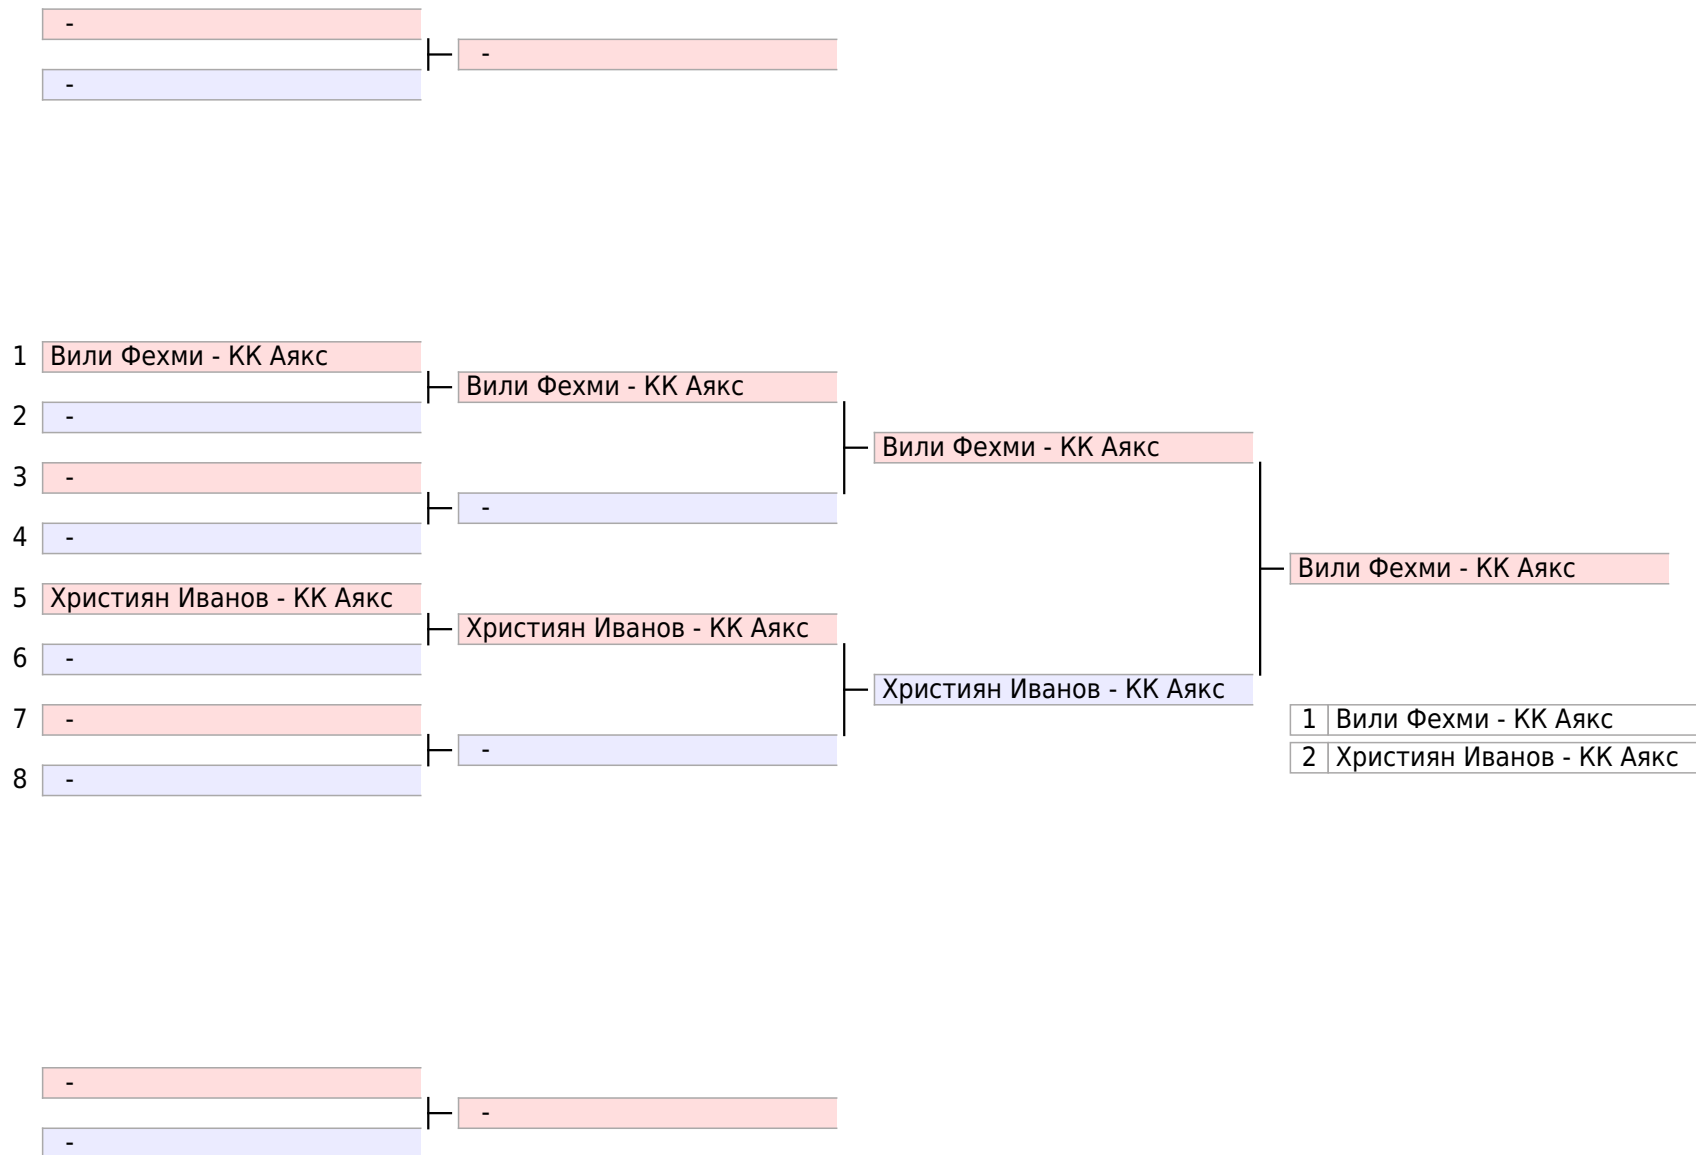 -
-
-
1 Вили Фехми - КК Аякс
Вили Фехми - КК Аякс
2 -
Вили Фехми - КК Аякс
3 -
-
4 -
Вили Фехми - КК Аякс
5 Християн Иванов - КК Аякс
Християн Иванов - КК Аякс
6 -
Християн Иванов - КК Аякс
7 -
1 Вили Фехми - КК Аякс
-
2 Християн Иванов - КК Аякс
8 -
-
-
-